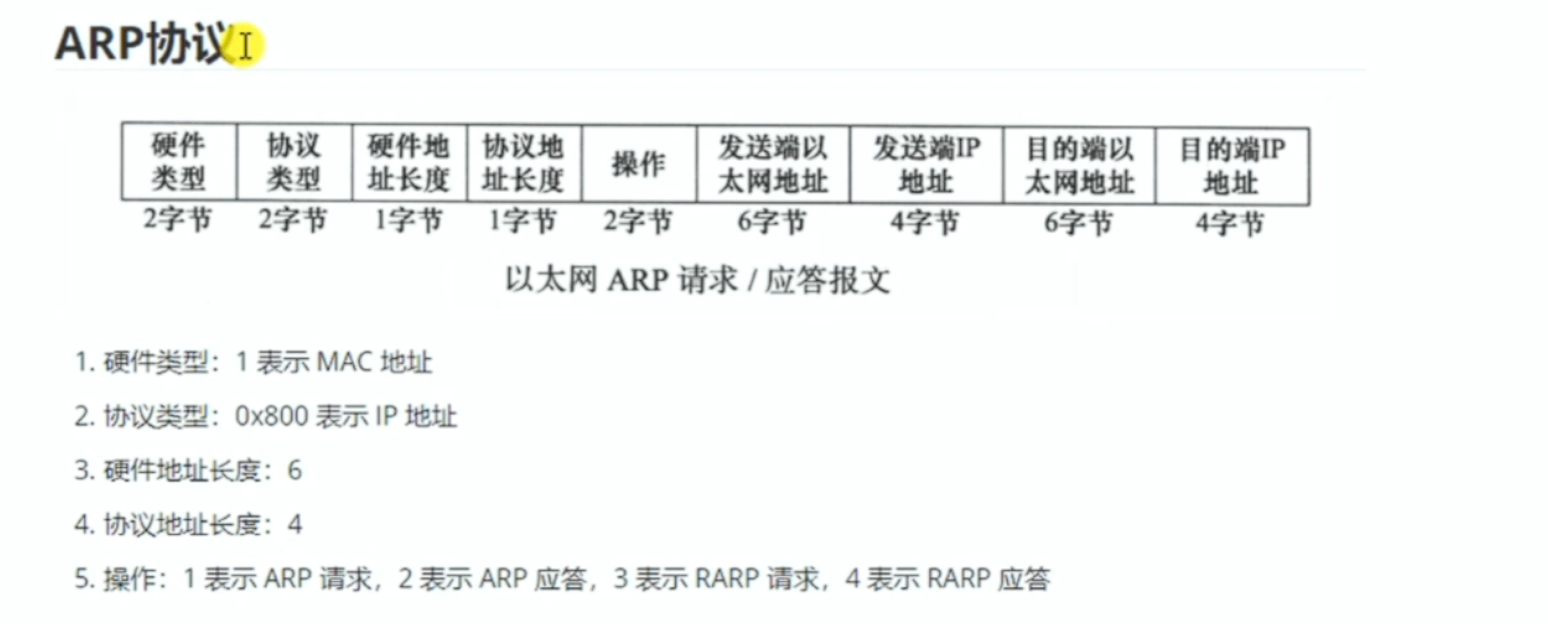 ARP协议
硬件 协议 硬件地 协议地 操作 发送端以 发送端IP 目的端以 目的端IP
类型 类型 址长度 址长度 太网地址 地址 太网地址 地址
2字节 2字节 1字节 1字节 2字节 6字节 4字节 6字节 4字节
以太网 ARP 请求 / 应答报文
1. 硬件类型：1 表示 MAC 地址
2. 协议类型：0x800 表示 IP 地址
3. 硬件地址长度：6
4. 协议地址长度：4
5. 操作：1 表示 ARP 请求，2 表示 ARP 应答，3 表示 RARP 请求，4 表示 RARP 应答